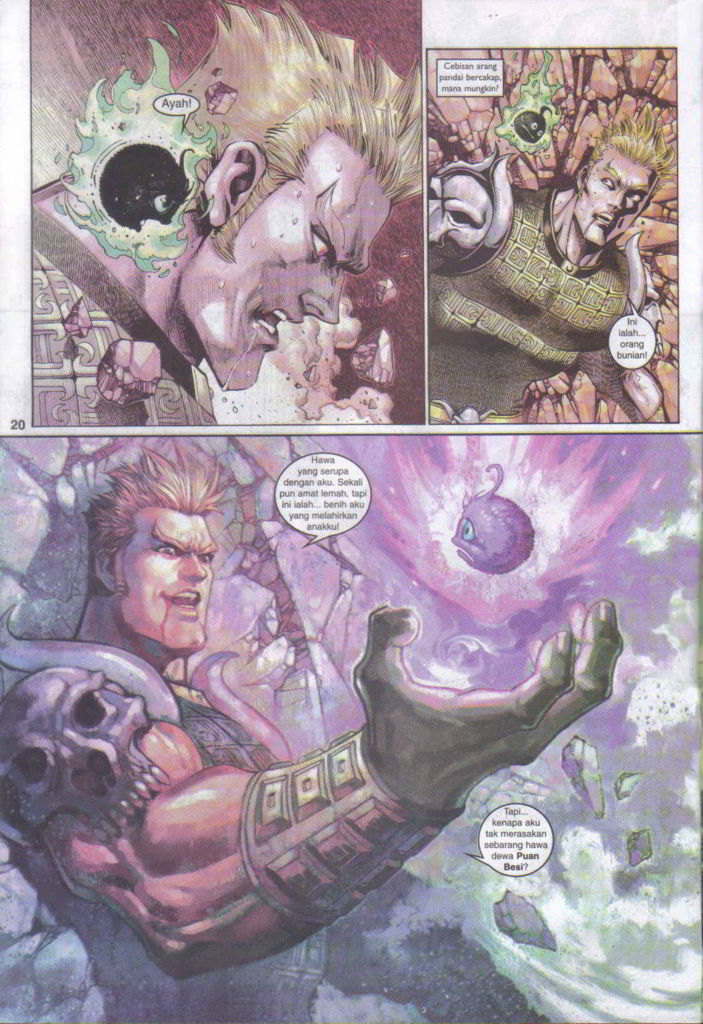 Ayah!
Cebisan arang
pandai bercakap,
mana mungkin?
Ini
ialah...
orang
bunian!
20
Hawa
yang serupa
dengan aku. Sekali
pun amat lemah, tapi
ini ialah... benih aku
yang melahirkan
anakku!
Tapi...
kenapa aku
tak merasakan
sebarang hawa
dewa Puan
Besi?